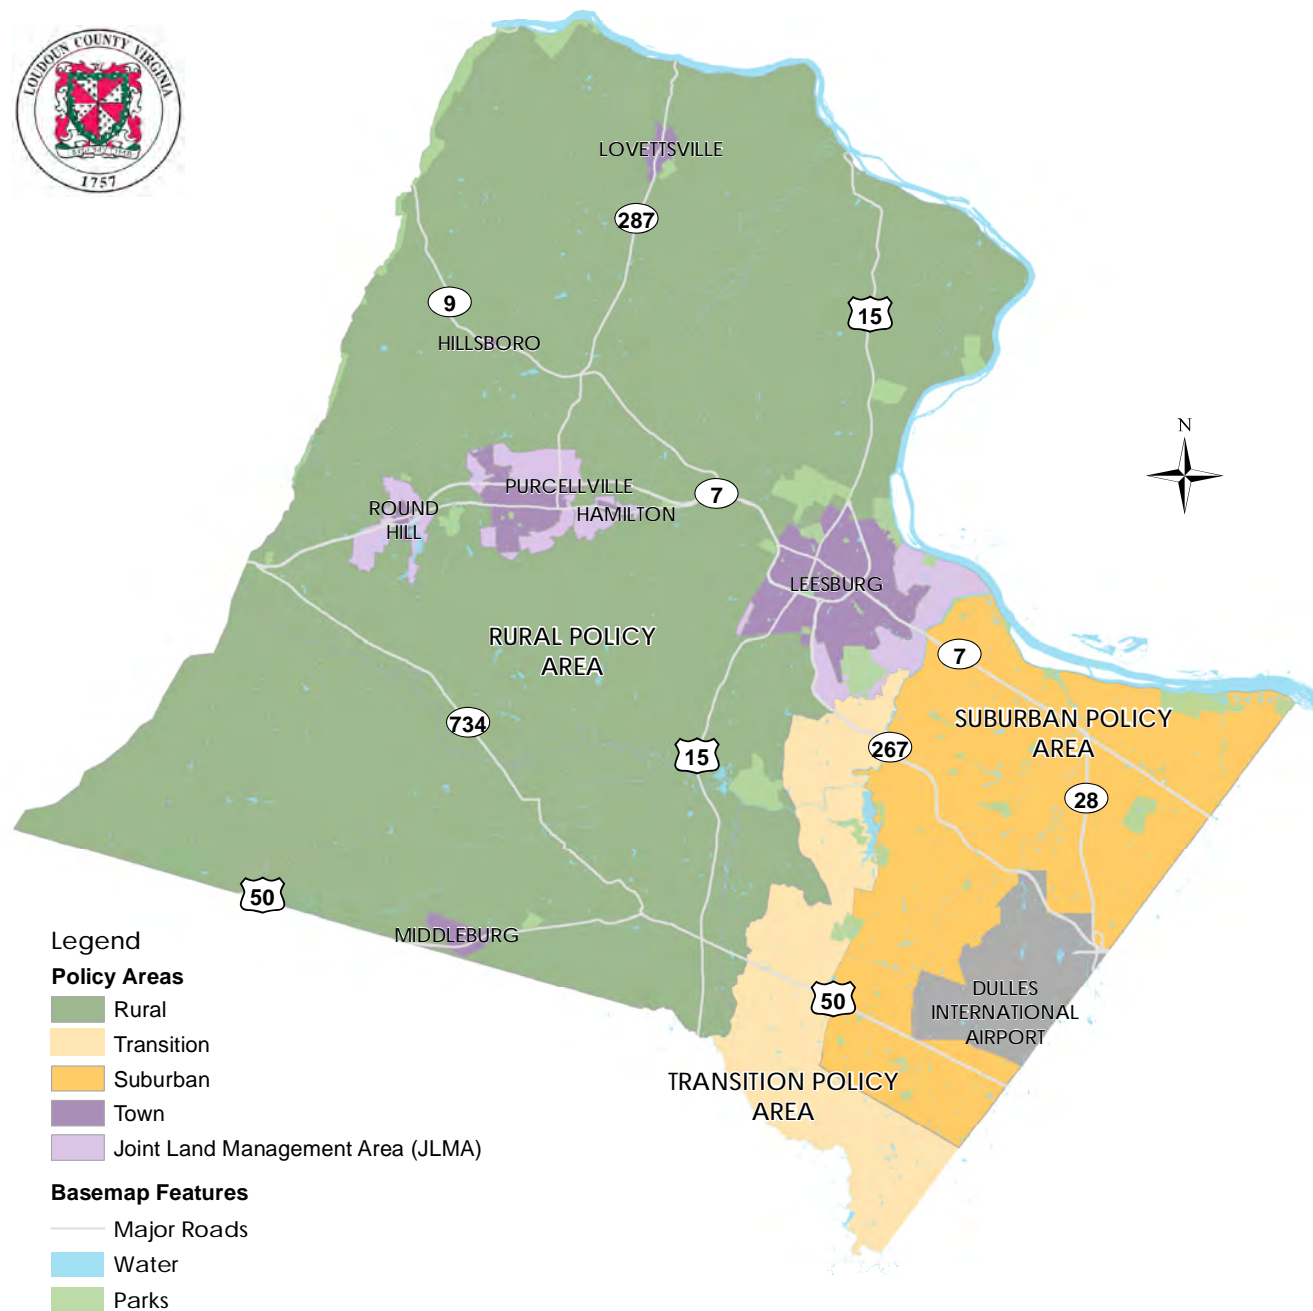 LOUDOUN COUNTY VIRGINIA
1757
N
LOVETTSVILLE
287
9
15
HILLSBORO
PURCELLVILLE
7
ROUND
HILL
HAMILTON
LEESBURG
RURAL POLICY
AREA
7
734
15
267
SUBURBAN POLICY
AREA
28
50
MIDDLEBURG
50
DULLES
INTERNATIONAL
AIRPORT
TRANSITION POLICY
AREA
Legend
Policy Areas
Rural
Transition
Suburban
Town
Joint Land Management Area (JLMA)
Basemap Features
Major Roads
Water
Parks